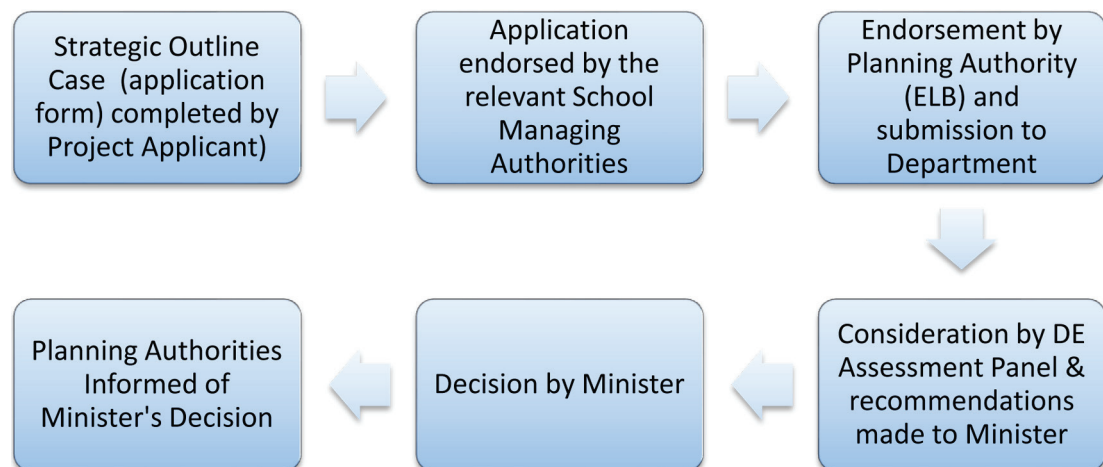 Strategic Outline
Case (application
form) completed by
Project Applicant)
Application
endorsed by the
relevant School
Managing
Authorities
Endorsement by
Planning Authority
(ELB) and
submission to
Department
Consideration by DE
Assessment Panel &
recommendations
made to Minister
Decision by Minister
Planning Authorities
Informed of
Minister's Decision